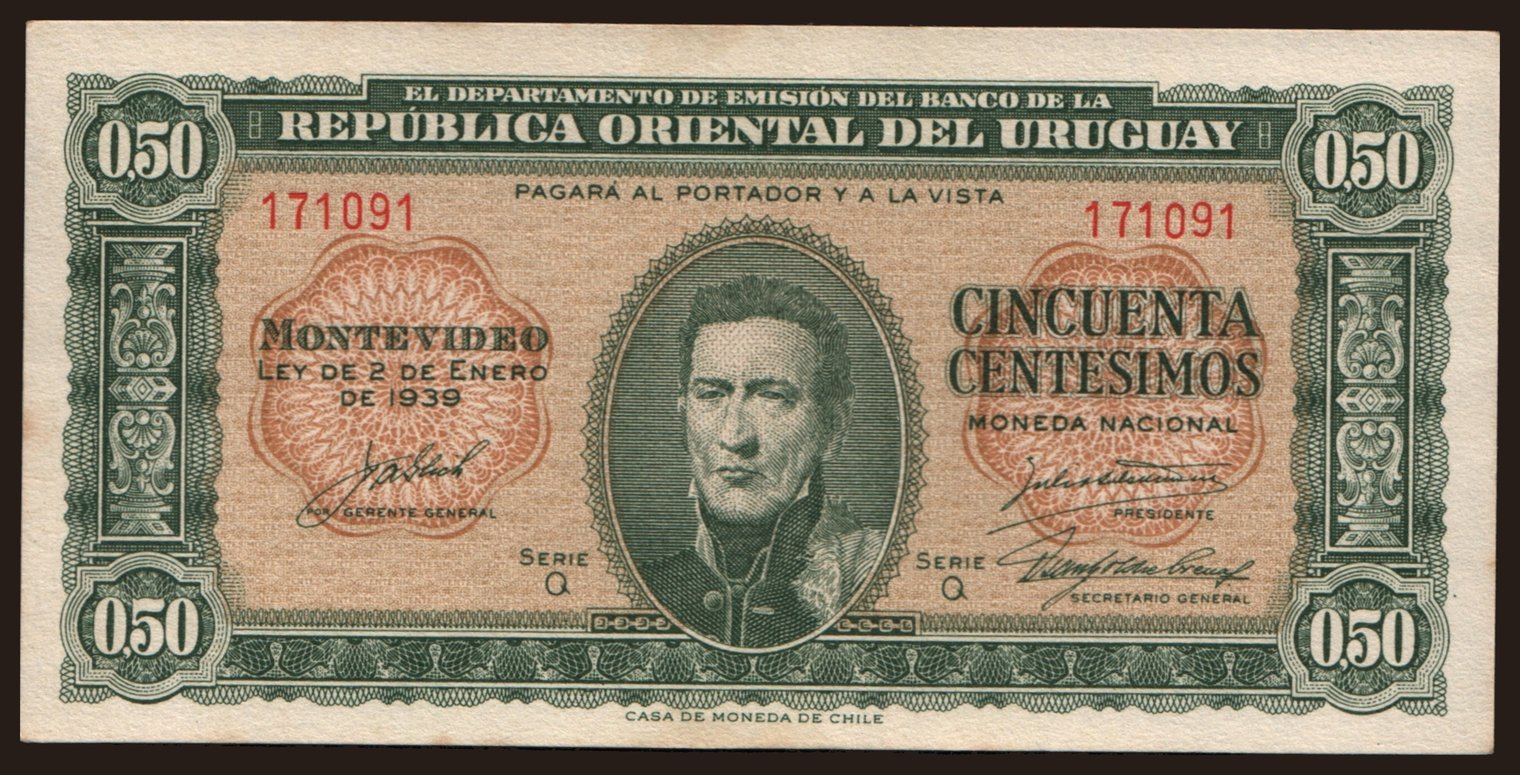 EL DEPARTAMENTO DE EMISIÓN DEL BANCO DE LA
REPÚBLICA ORIENTAL DEL URUGUAY
0,50
0,50
PAGARÁ AL PORTADOR Y A LA VISTA
171091
171091
MONTEVIDEO
LEY DE 2 DE ENERO
DE 1939
CINCUENTA
CENTESIMOS
MONEDA NACIONAL
POR GERENTE GENERAL
PRESIDENTE
SERIE
Q
SERIE
Q
SECRETARIO GENERAL
0,50
0,50
CASA DE MONEDA DE CHILE